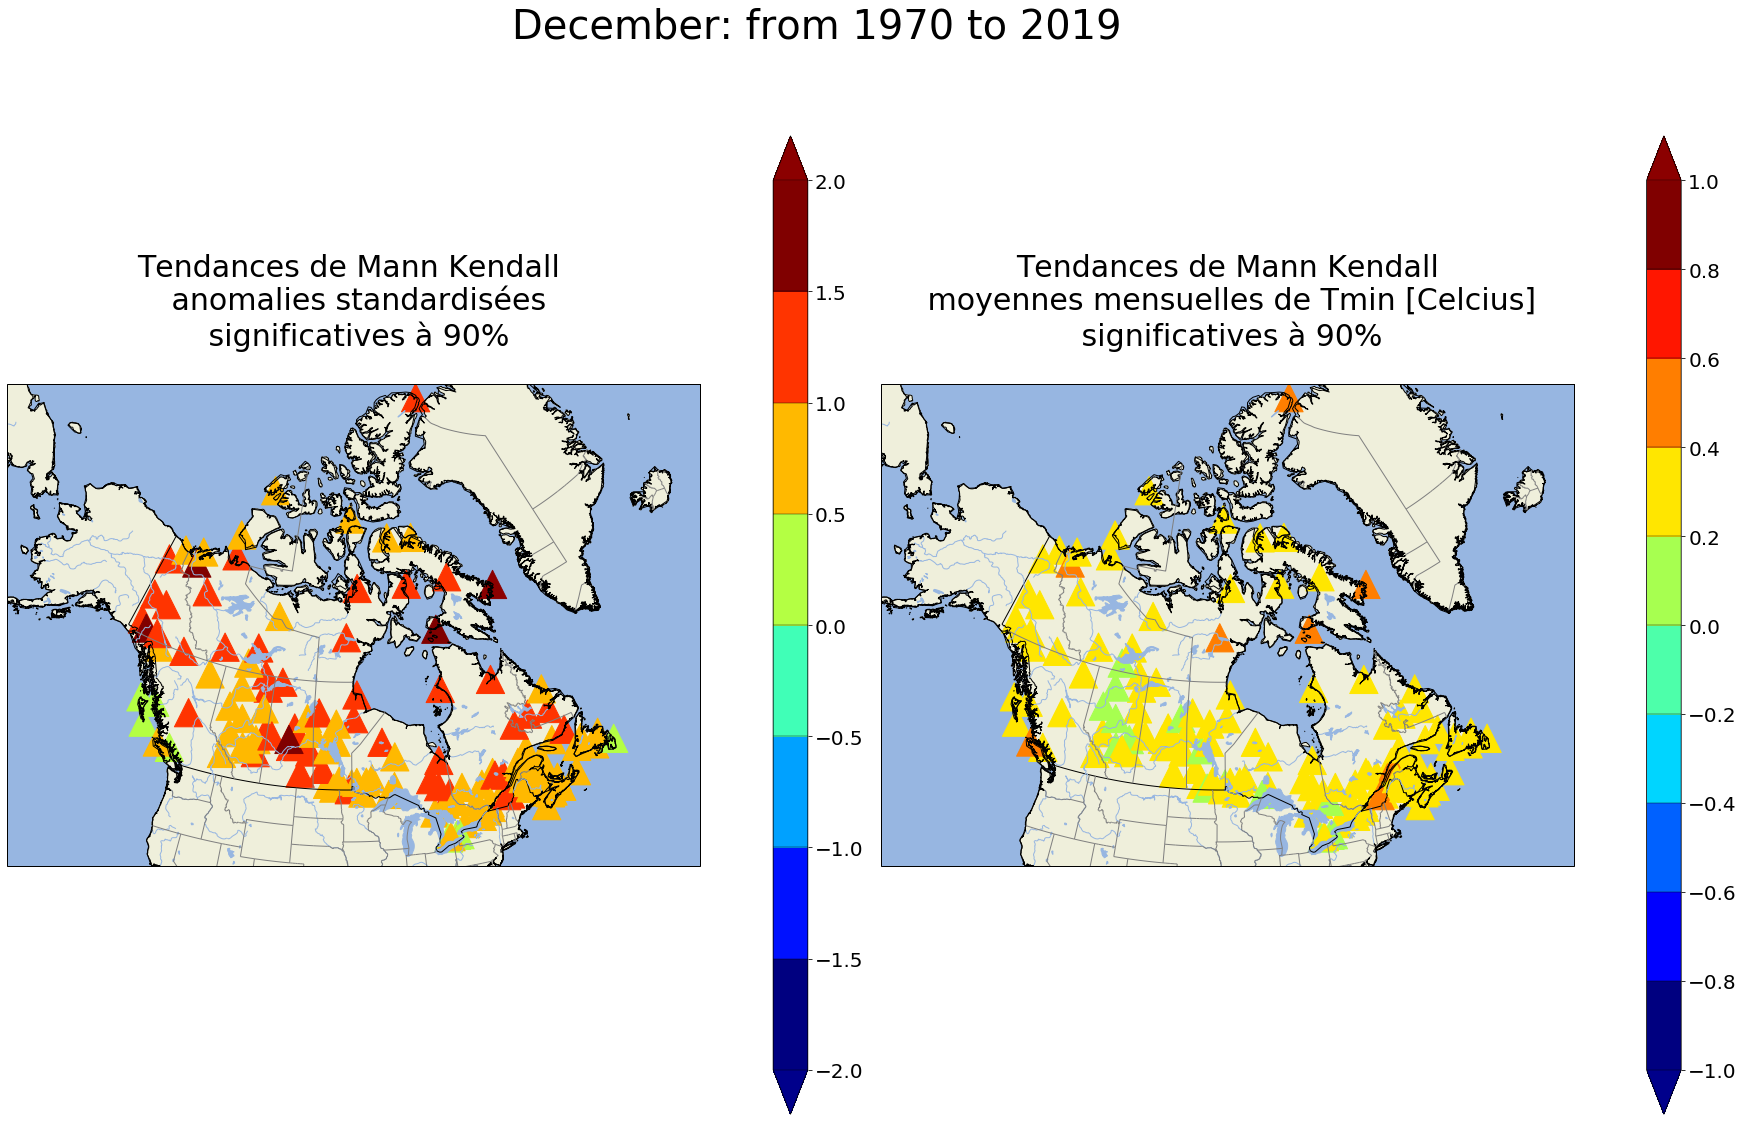 December: from 1970 to 2019
Tendances de Mann Kendall
anomalies standardisées
significatives à 90%
2.0
1.5
1.0
0.5
0.0
−0.5
−1.0
−1.5
−2.0
Tendances de Mann Kendall
moyennes mensuelles de Tmin [Celcius]
significatives à 90%
1.0
0.8
0.6
0.4
0.2
0.0
−0.2
−0.4
−0.6
−0.8
−1.0